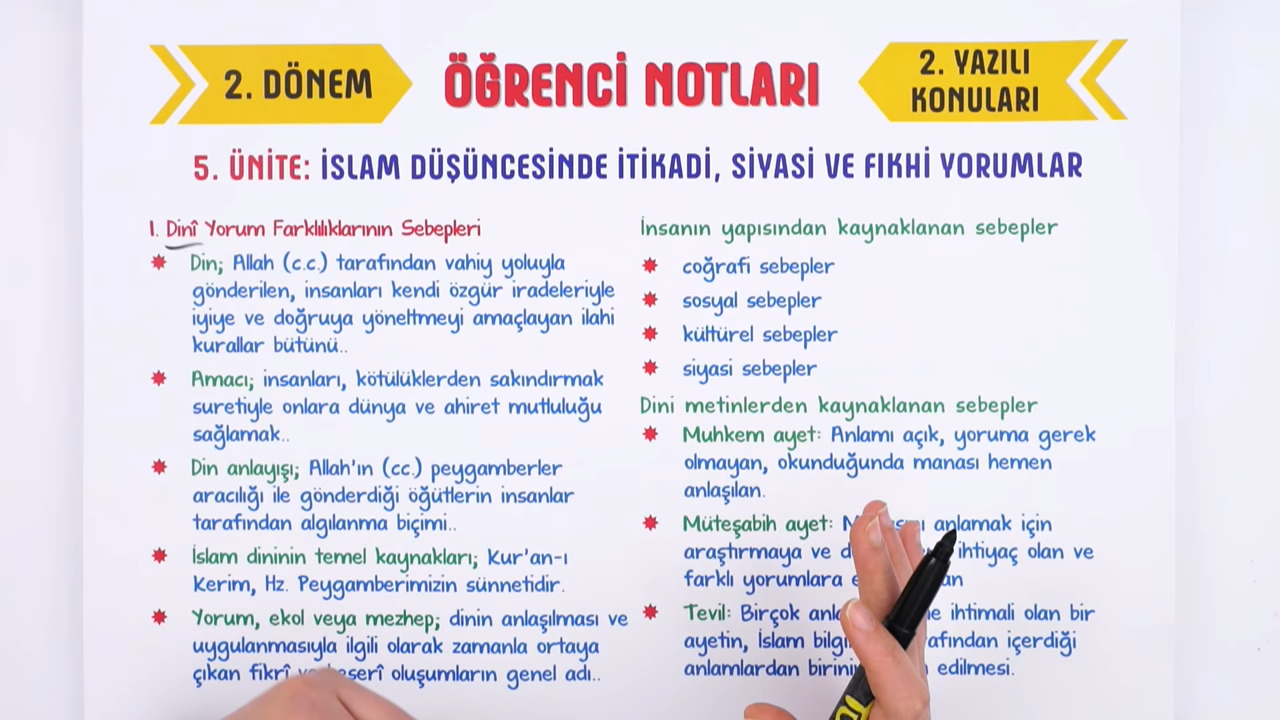 2. DÖNEM
ÖĞRENCİ NOTLARI
2. YAZILI
KONULARI
5. ÜNİTE: İSLAM DÜŞÜNCESİNDE İTİKADİ, SİYASİ VE FIKHİ YORUMLAR
1. Dinî Yorum Farklılıklarının Sebepleri
Din; Allah (c.c.) tarafından vahiy yoluyla
gönderilen, insanları kendi özgür iradeleriyle
iyiye ve doğruya yöneltmeyi amaçlayan ilahi
kurallar bütünü..
Amacı; insanları, kötülüklerden sakındırmak
suretiyle onlara dünya ve ahiret mutluluğu
sağlamak..
Din anlayışı; Allah'ın (cc.) peygamberler
aracılığı ile gönderdiği öğütlerin insanlar
tarafından algılanma biçimi..
İslam dininin temel kaynakları; Kur'an-ı
Kerim, Hz. Peygamberimizin sünnetidir.
Yorum, ekol veya mezhep; dinin anlaşılması ve
uygulanmasıyla ilgili olarak zamanla ortaya
çıkan fikrî oluşumların genel adı..
İnsanın yapısından kaynaklanan sebepler
coğrafi sebepler
sosyal sebepler
kültürel sebepler
siyasi sebepler
Dini metinlerden kaynaklanan sebepler
Muhkem ayet: Anlamı açık, yoruma gerek
olmayan, okunduğunda manası hemen
anlaşılan.
Müteşabih ayet: anlamak için
araştırmaya ve ihtiyaç olan ve
farklı yorumlara
Tevil: Birçok ihtimali olan bir
ayetin, İslam içerdiği
anlamlardan edilmesi.